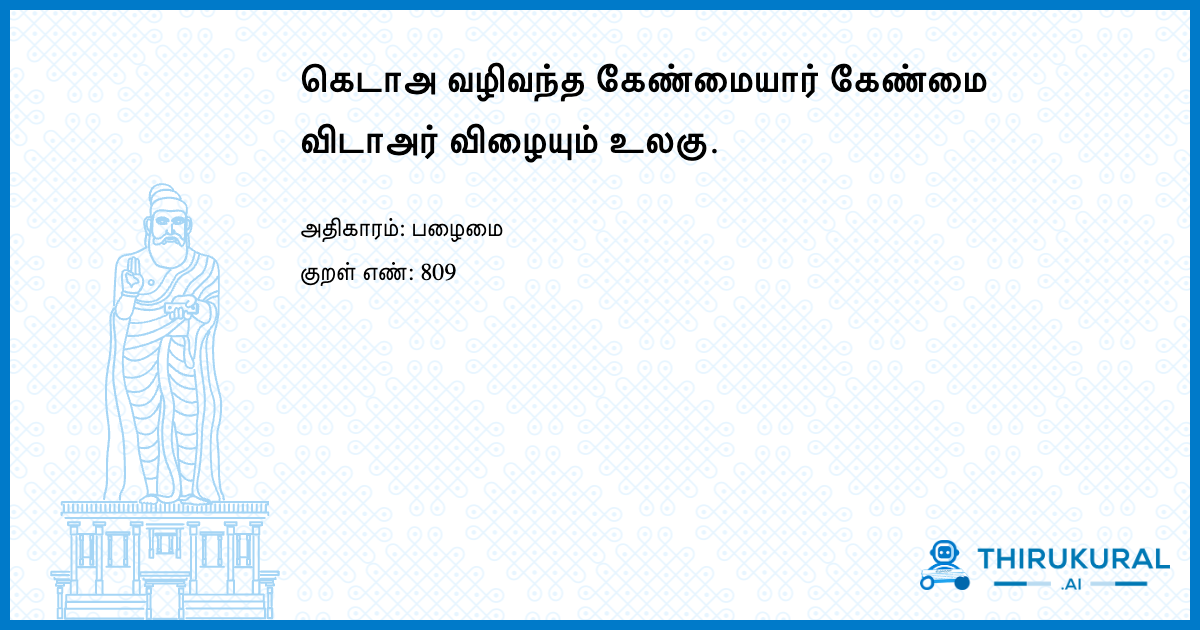 கெடாஅ வழிவந்த கேண்மையார் கேண்மை
விடாஅர் விழையும் உலகு.
அதிகாரம்: பழைமை
குறள் எண்: 809
THIRUKURAL
.AI